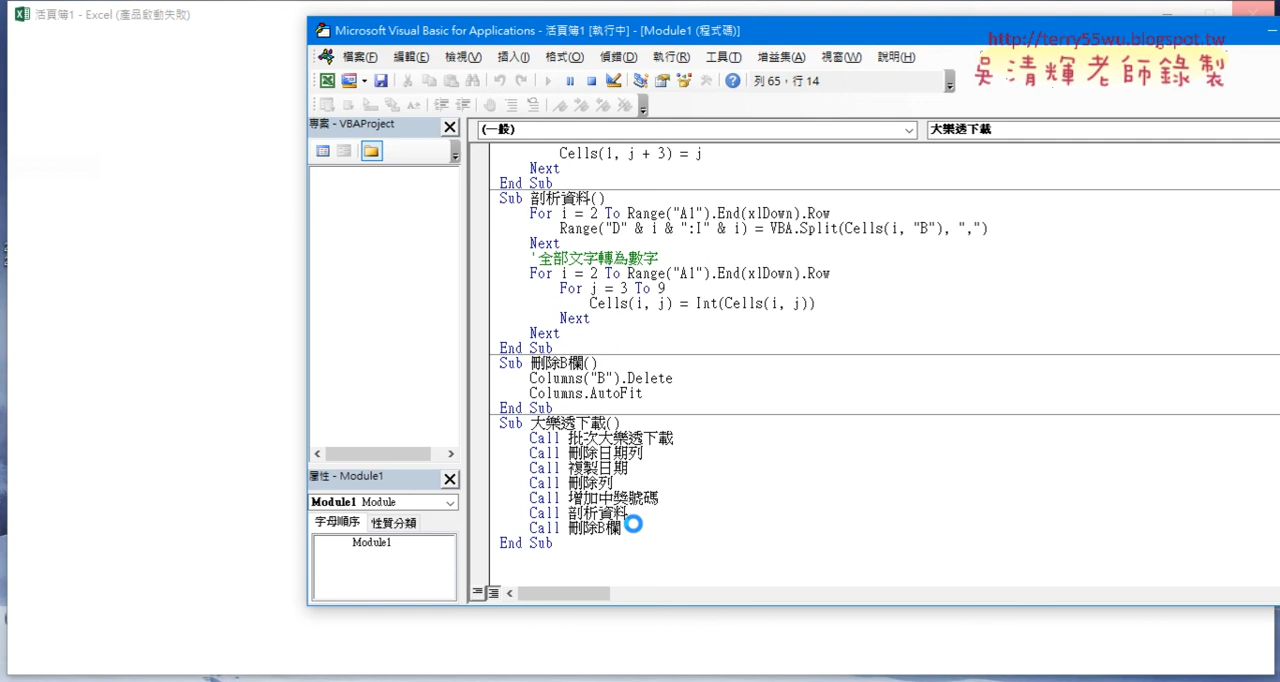 活頁簿1 - Excel (產品啟動失敗)
Microsoft Visual Basic for Applications - 活頁簿1 [執行中] - [Module1 (程式碼)]
http://terry55wu.blogspot.tw
吳清輝老師錄製
檔案(F) 編輯(E) 檢視(V) 插入(I) 格式(O) 偵錯(D) 執行(R) 工具(T) 增益集(A) 視窗(W) 說明(H)
列 65，行 14
專案 - VBAProject
(一般)
大樂透下載
Cells(1, j + 3) = j
Next
End Sub
Sub 剖析資料()
For i = 2 To Range("A1").End(xlDown).Row
Range("D" & i & ":I" & i) = VBA.Split(Cells(i, "B"), ",")
Next
'全部文字轉為數字
For i = 2 To Range("A1").End(xlDown).Row
For j = 3 To 9
Cells(i, j) = Int(Cells(i, j))
Next
Next
End Sub
Sub 刪除B欄()
Columns("B").Delete
Columns.AutoFit
End Sub
Sub 大樂透下載()
Call 批次大樂透下載
Call 刪除日期列
Call 複製日期
Call 刪除列
Call 增加中獎號碼
Call 剖析資料
Call 刪除B欄
End Sub
屬性 - Module1
Module1 Module
字母順序 性質分類
Module1